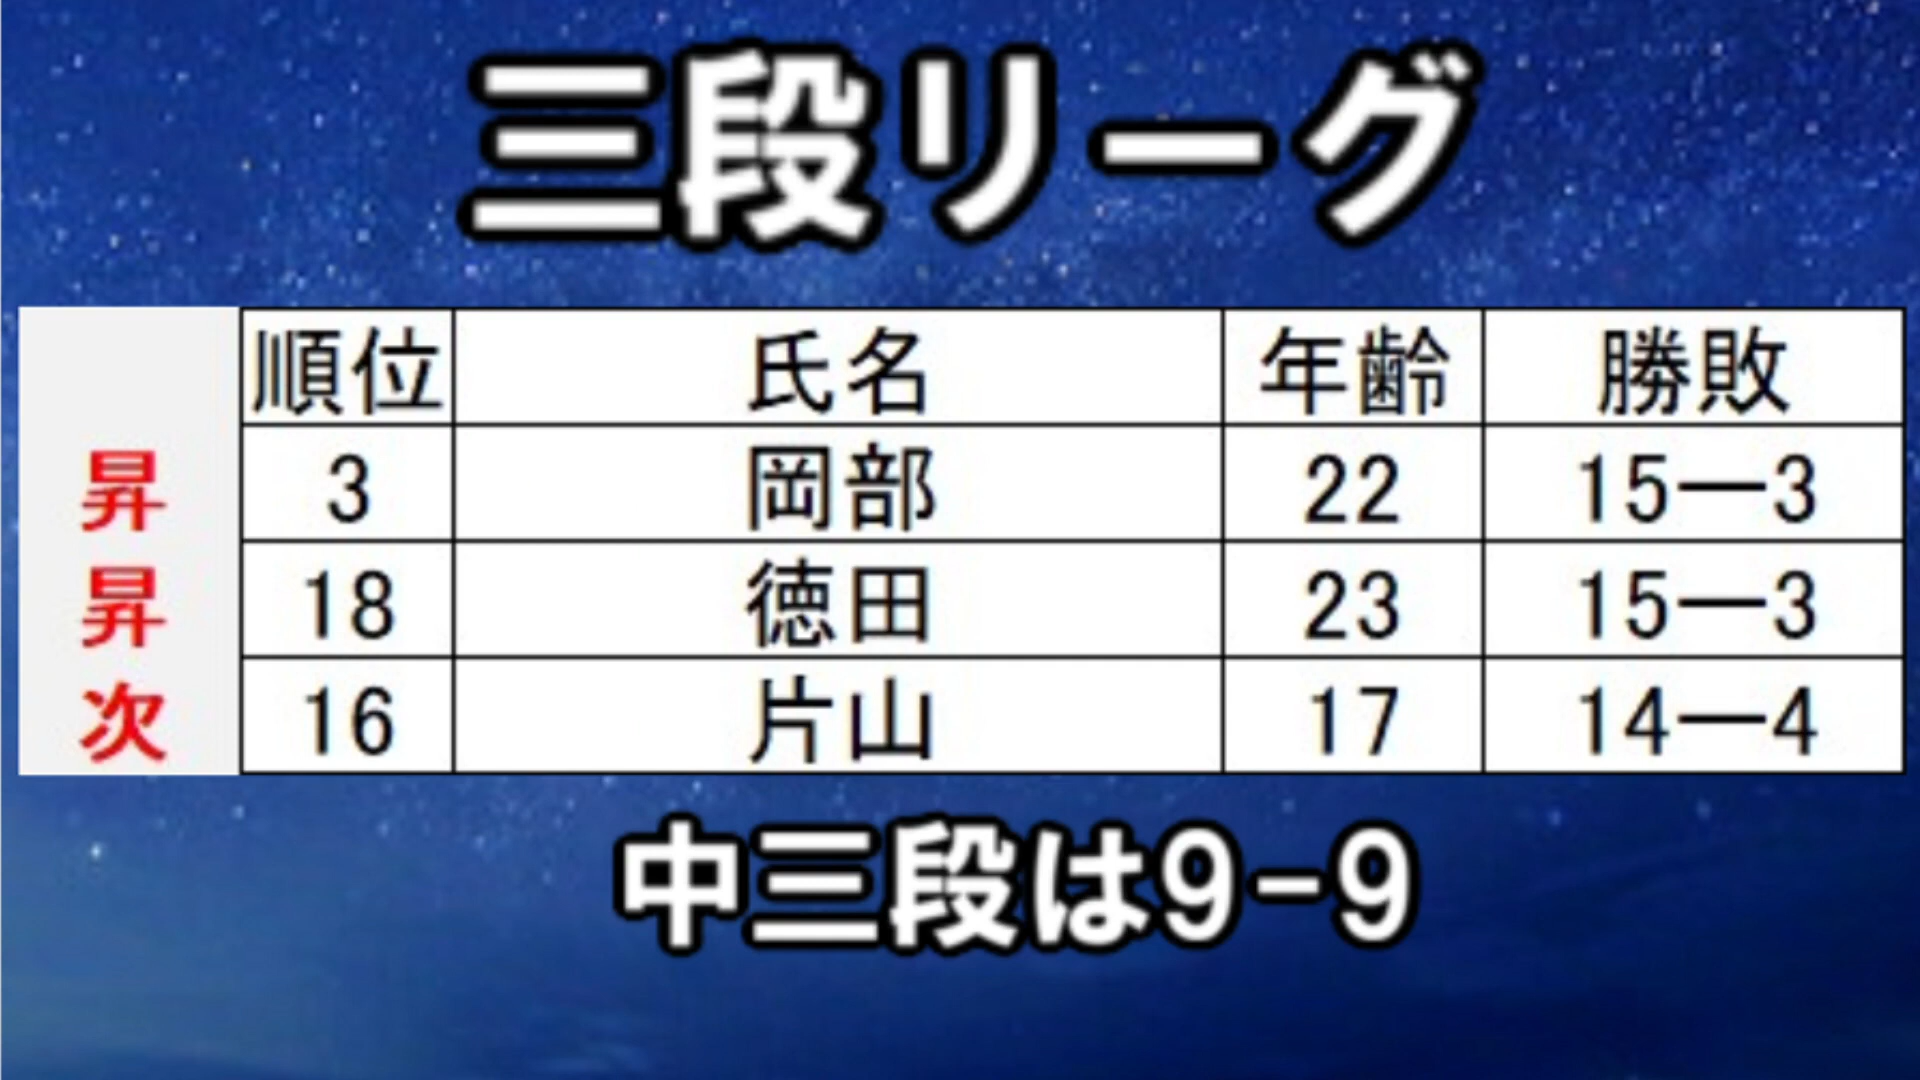 三段リーグ
順位 氏名 年齢 勝敗
昇 3 岡部 22 15―3
昇 18 徳田 23 15―3
次 16 片山 17 14―4
中三段は9-9